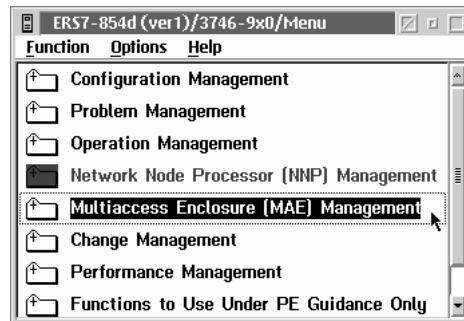 ERS7-854d (ver1)/3746-9x0/Menu
Function Options Help
Configuration Management
Problem Management
Operation Management
Network Node Processor (NNP) Management
Multiaccess Enclosure (MAE) Management
Change Management
Performance Management
Functions to Use Under PE Guidance Only